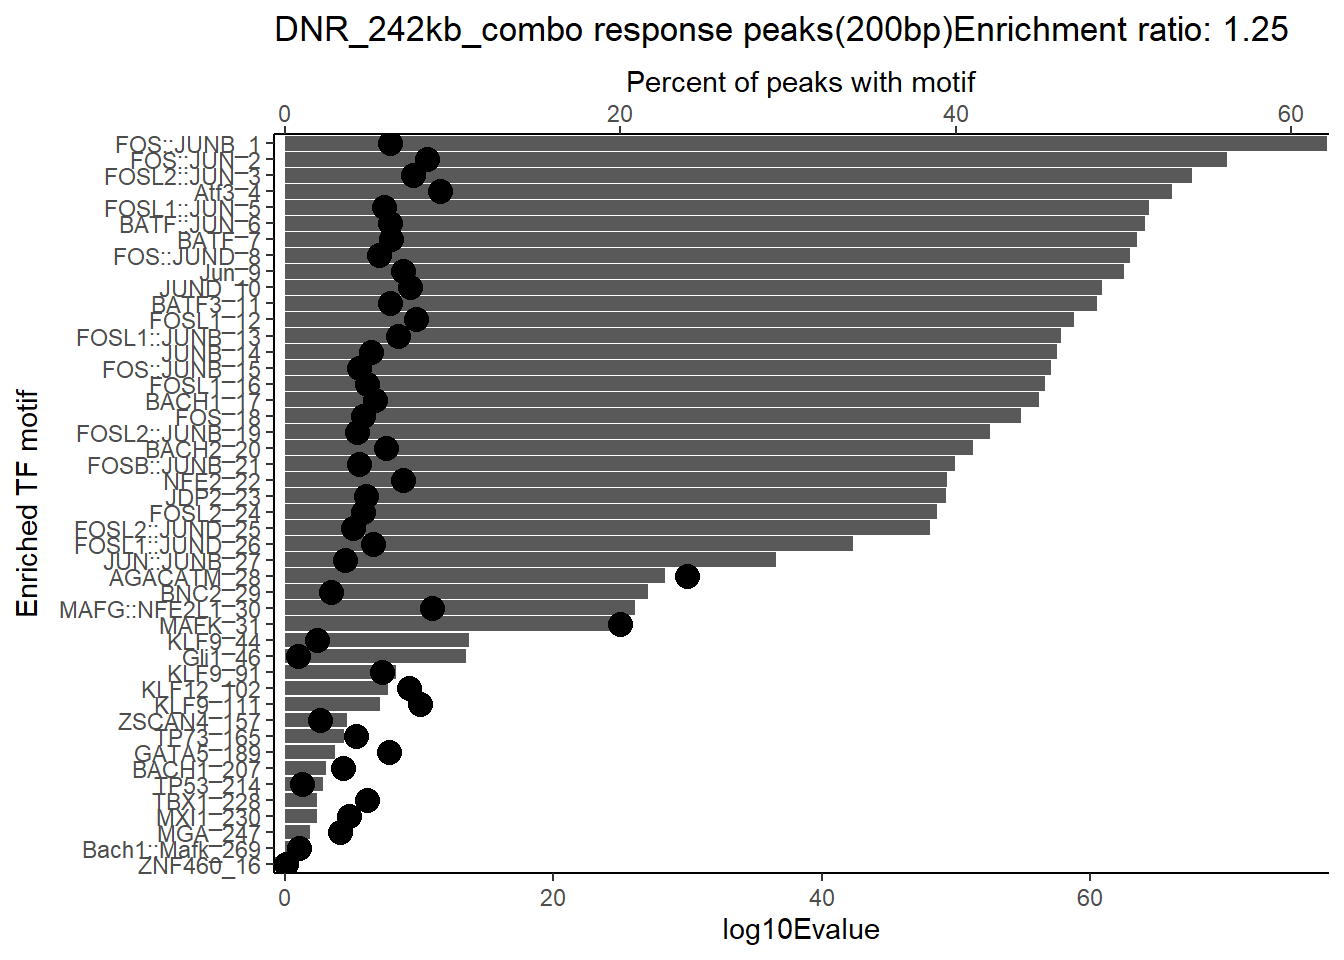 DNR_242kb_combo response peaks(200bp)Enrichment ratio: 1.25
Percent of peaks with motif
0 20 40 60
FOS::JUNB_1
FOS::JUN_2
FOSL2::JUN_3
Atf3_4
FOSL1::JUN_5
BATF::JUN_6
BATF_7
FOS::JUND_8
Jun_9
JUND_10
BATF3_11
FOSL1_12
FOSL1::JUNB_13
JUNB_14
FOS::JUNB_15
FOSL1_16
BACH1_17
FOS_18
FOSL2::JUNB_19
BACH2_20
FOSB::JUNB_21
NFE2_22
JDP2_23
FOSL2_24
FOSL2::JUND_25
FOSL1::JUND_26
JUN::JUNB_27
AGACATM_28
BNC2_29
MAFG::NFE2L1_30
MAFK_31
KLF9_44
Gli1_46
KLF9_91
KLF12_102
KLF9_111
ZSCAN4_157
TP73_165
GATA5_189
BACH1_207
TP53_214
TBX1_228
MXI1_230
MGA_247
Bach1::Mafk_269
ZNF460_16
Enriched TF motif
0 20 40 60
log10Evalue